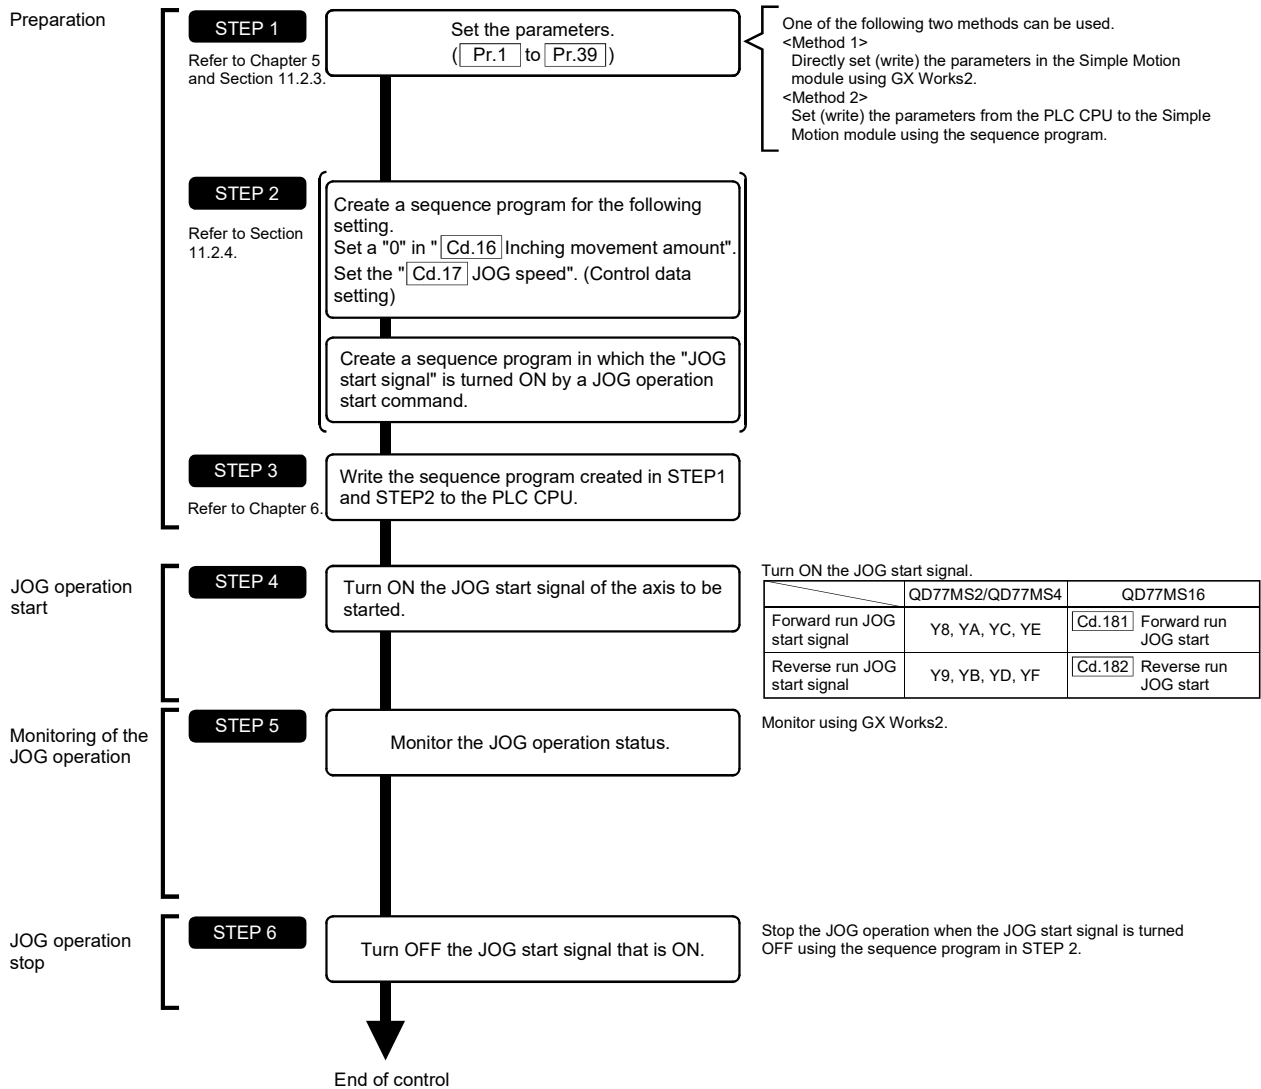 Preparation
STEP 1
Refer to Chapter 5
and Section 11.2.3.
Set the parameters.
( Pr.1 to Pr.39 )
One of the following two methods can be used.
<Method 1>
Directly set (write) the parameters in the Simple Motion
module using GX Works2.
<Method 2>
Set (write) the parameters from the PLC CPU to the Simple
Motion module using the sequence program.
STEP 2
Refer to Section
11.2.4.
Create a sequence program for the following
setting.
Set a "0" in " Cd.16 Inching movement amount".
Set the " Cd.17 JOG speed". (Control data
setting)
Create a sequence program in which the "JOG
start signal" is turned ON by a JOG operation
start command.
STEP 3
Refer to Chapter 6.
Write the sequence program created in STEP1
and STEP2 to the PLC CPU.
JOG operation
start
STEP 4
Turn ON the JOG start signal of the axis to be
started.
Turn ON the JOG start signal.
QD77MS2/QD77MS4 QD77MS16
Forward run JOG
start signal
Y8, YA, YC, YE
Cd.181 Forward run
JOG start
Reverse run JOG
start signal
Y9, YB, YD, YF
Cd.182 Reverse run
JOG start
Monitoring of the
JOG operation
STEP 5
Monitor the JOG operation status.
Monitor using GX Works2.
JOG operation
stop
STEP 6
Turn OFF the JOG start signal that is ON.
Stop the JOG operation when the JOG start signal is turned
OFF using the sequence program in STEP 2.
End of control